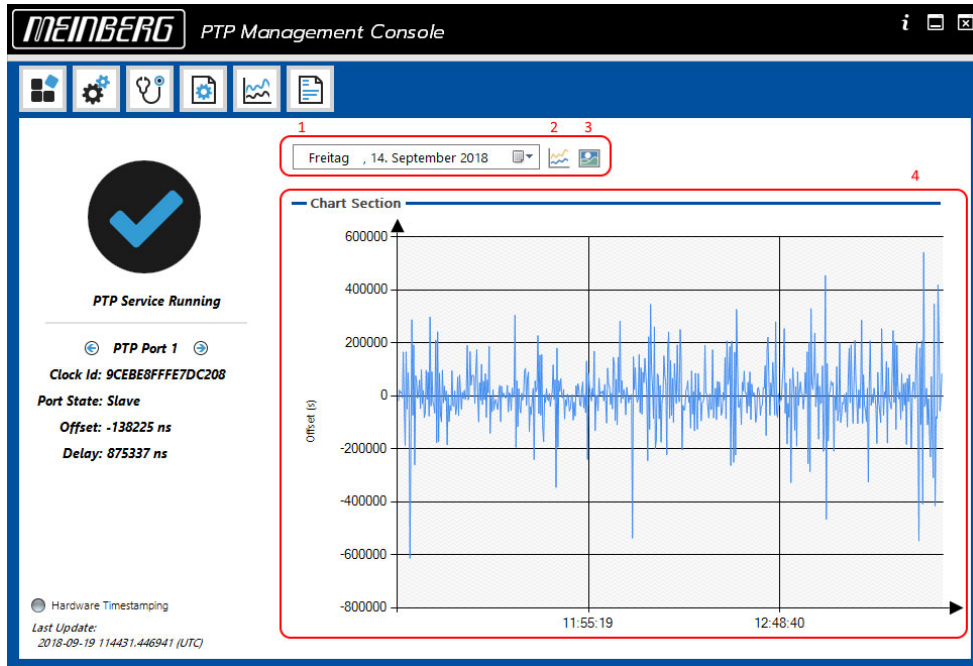 MEINBERG PTP Management Console i
1 2 3
Freitag , 14. September 2018
4
Chart Section
600000
400000
200000
0
-200000
-400000
-600000
-800000
Offset (s)
11:55:19 12:48:40
PTP Service Running
PTP Port 1
Clock Id: 9CEBE8FFFE7DC208
Port State: Slave
Offset: -138225 ns
Delay: 875337 ns
Hardware Timestamping
Last Update:
2018-09-19 114431.446941 (UTC)